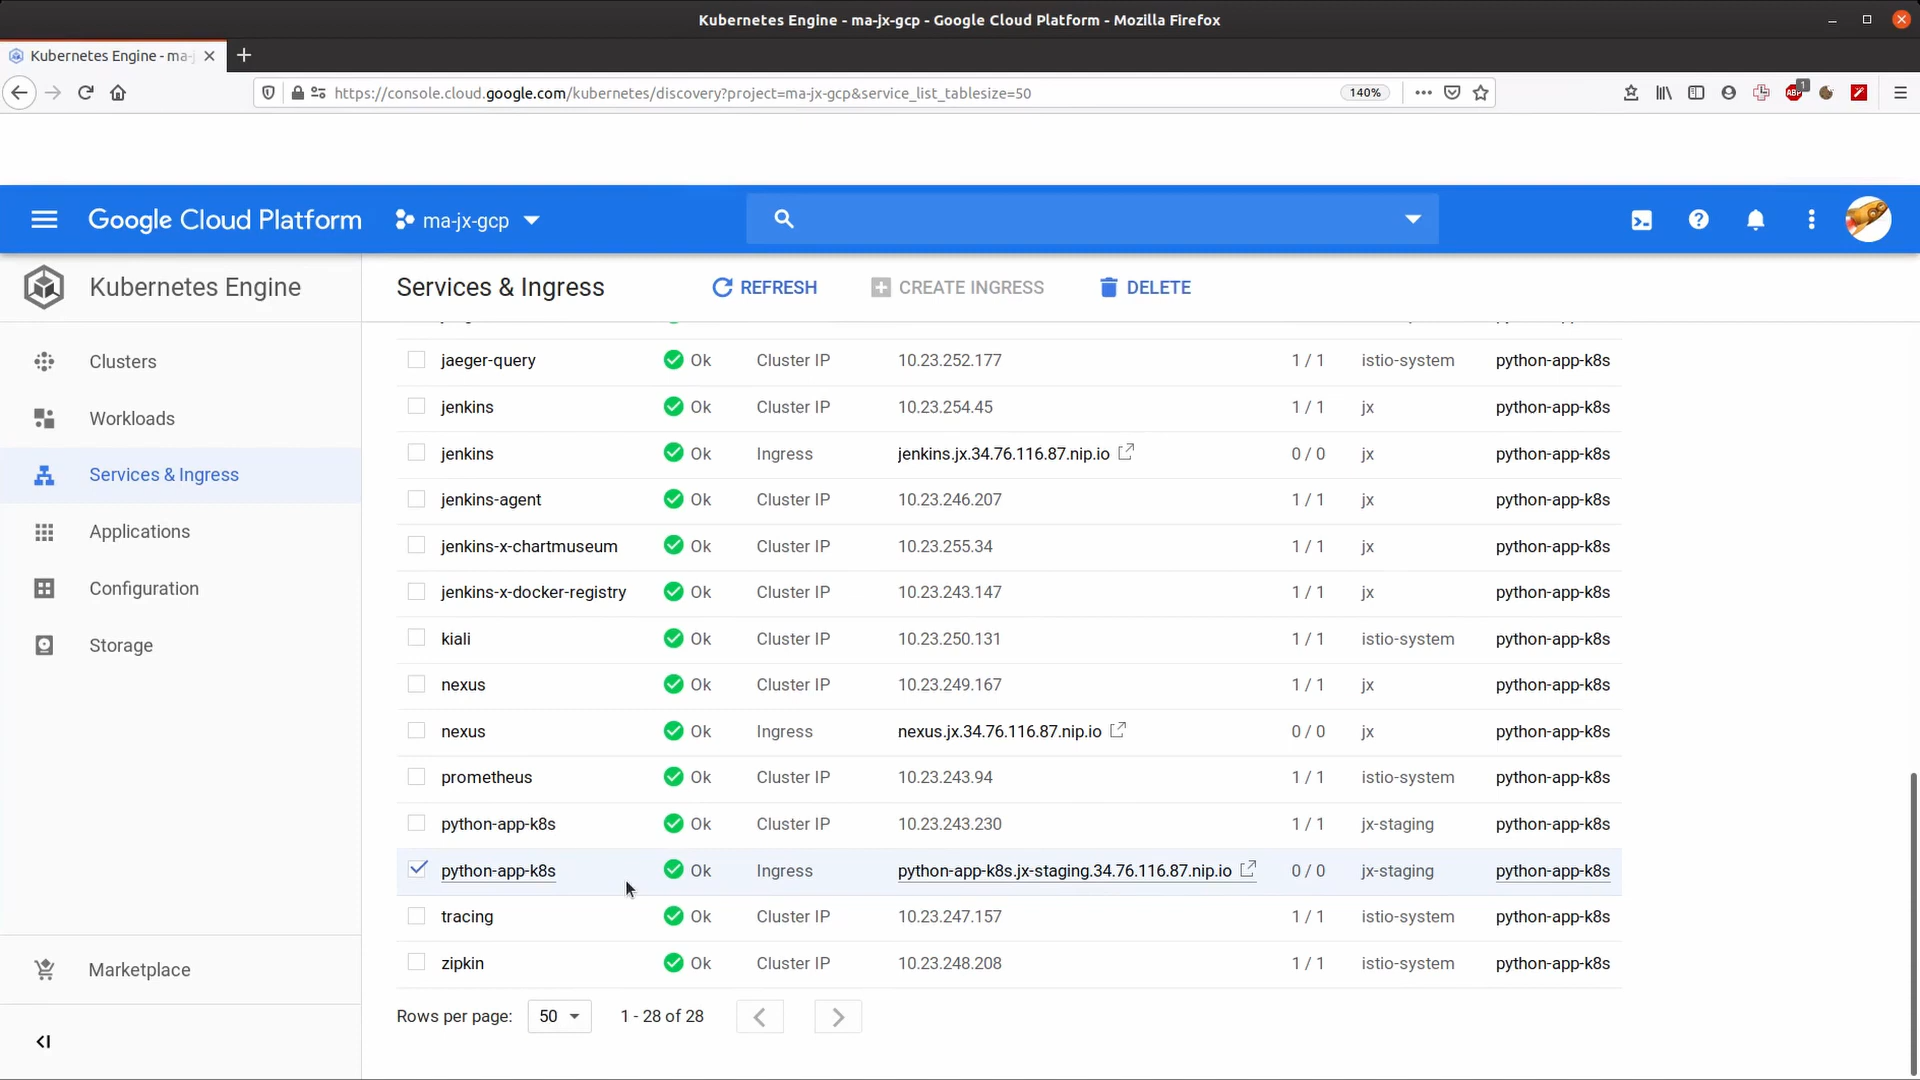 Kubernetes Engine - ma-jx-gcp - Google Cloud Platform - Mozilla Firefox
Kubernetes Engine - ma-
https://console.cloud.google.com/kubernetes/discovery?project=ma-jx-gcp&service_list_tablesize=50 140%
ABP 1
Google Cloud Platform ma-jx-gcp
Kubernetes Engine
Services & Ingress REFRESH CREATE INGRESS DELETE
Clusters
Workloads
Services & Ingress
Applications
Configuration
Storage
Marketplace
jaeger-query Ok Cluster IP 10.23.252.177 1 / 1 istio-system python-app-k8s
jenkins Ok Cluster IP 10.23.254.45 1 / 1 jx python-app-k8s
jenkins Ok Ingress jenkins.jx.34.76.116.87.nip.io 0 / 0 jx python-app-k8s
jenkins-agent Ok Cluster IP 10.23.246.207 1 / 1 jx python-app-k8s
jenkins-x-chartmuseum Ok Cluster IP 10.23.255.34 1 / 1 jx python-app-k8s
jenkins-x-docker-registry Ok Cluster IP 10.23.243.147 1 / 1 jx python-app-k8s
kiali Ok Cluster IP 10.23.250.131 1 / 1 istio-system python-app-k8s
nexus Ok Cluster IP 10.23.249.167 1 / 1 jx python-app-k8s
nexus Ok Ingress nexus.jx.34.76.116.87.nip.io 0 / 0 jx python-app-k8s
prometheus Ok Cluster IP 10.23.243.94 1 / 1 istio-system python-app-k8s
python-app-k8s Ok Cluster IP 10.23.243.230 1 / 1 jx-staging python-app-k8s
python-app-k8s Ok Ingress python-app-k8s.jx-staging.34.76.116.87.nip.io 0 / 0 jx-staging python-app-k8s
tracing Ok Cluster IP 10.23.247.157 1 / 1 istio-system python-app-k8s
zipkin Ok Cluster IP 10.23.248.208 1 / 1 istio-system python-app-k8s
Rows per page: 50 1 - 28 of 28